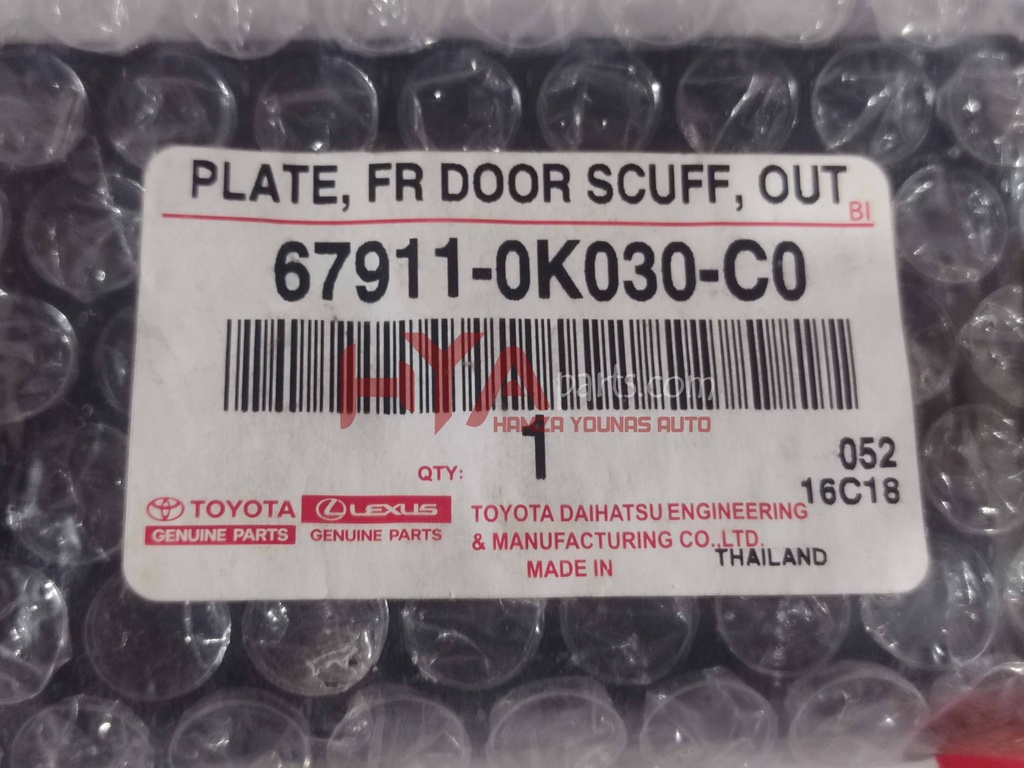 PLATE, FR DOOR SCUFF, OUT
BI
67911-0K030-C0
HYA parts.com
HAMZA YOUNAS AUTO
QTY: 1
052
16C18
TOYOTA LEXUS
GENUINE PARTS GENUINE PARTS
TOYOTA DAIHATSU ENGINEERING
& MANUFACTURING CO.,LTD.
MADE IN THAILAND